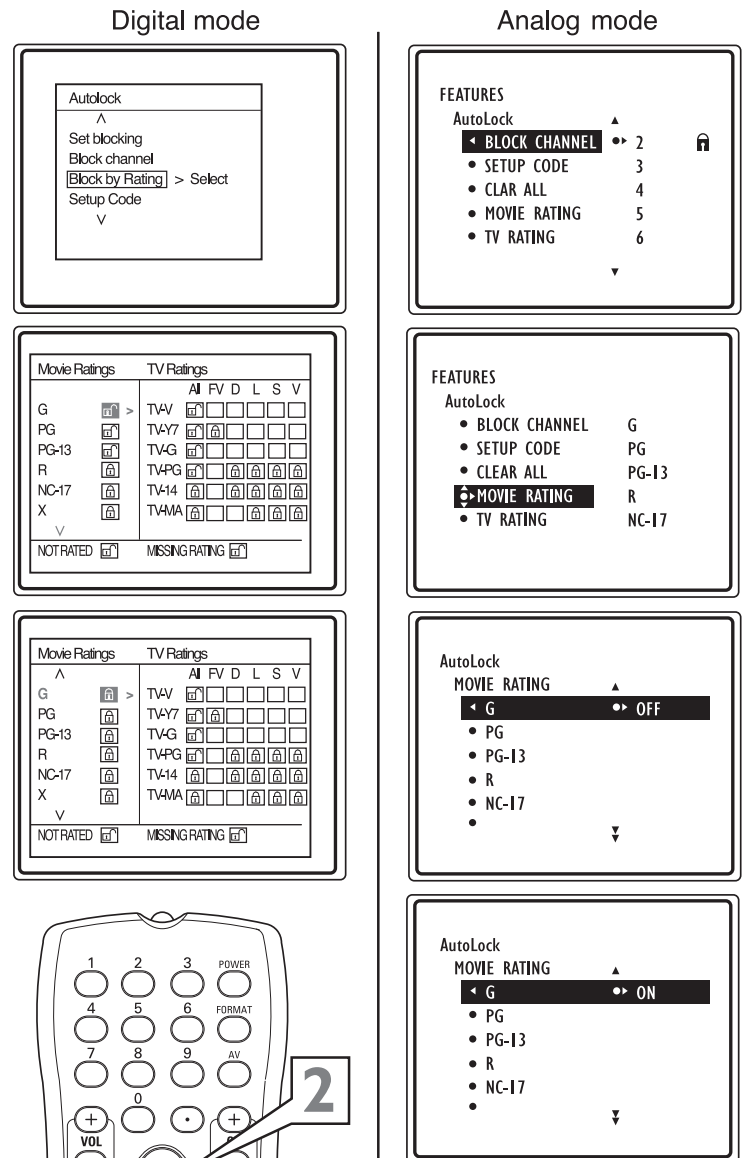 Digital mode
Autolock
Set blocking
Block channel
Block by Rating > Select
Setup Code
Movie Ratings TV Ratings
All FV D L S V
G > TV-V
PG TV-Y7
PG-13 TV-G
R TV-PG
NC-17 TV-14
X TV-MA
NOT RATED MISSING RATING
Movie Ratings TV Ratings
All FV D L S V
G > TV-V
PG TV-Y7
PG-13 TV-G
R TV-PG
NC-17 TV-14
X TV-MA
NOT RATED MISSING RATING
1 2 3 POWER
4 5 6 FORMAT
7 8 9 AV
0 •
+ +
VOL
2
Analog mode
FEATURES
AutoLock
BLOCK CHANNEL 2
• SETUP CODE 3
• CLAR ALL 4
• MOVIE RATING 5
• TV RATING 6
FEATURES
AutoLock
• BLOCK CHANNEL G
• SETUP CODE PG
• CLEAR ALL PG-13
MOVIE RATING R
• TV RATING NC-17
AutoLock
MOVIE RATING
G OFF
• PG
• PG-13
• R
• NC-17
•
AutoLock
MOVIE RATING
G ON
• PG
• PG-13
• R
• NC-17
•